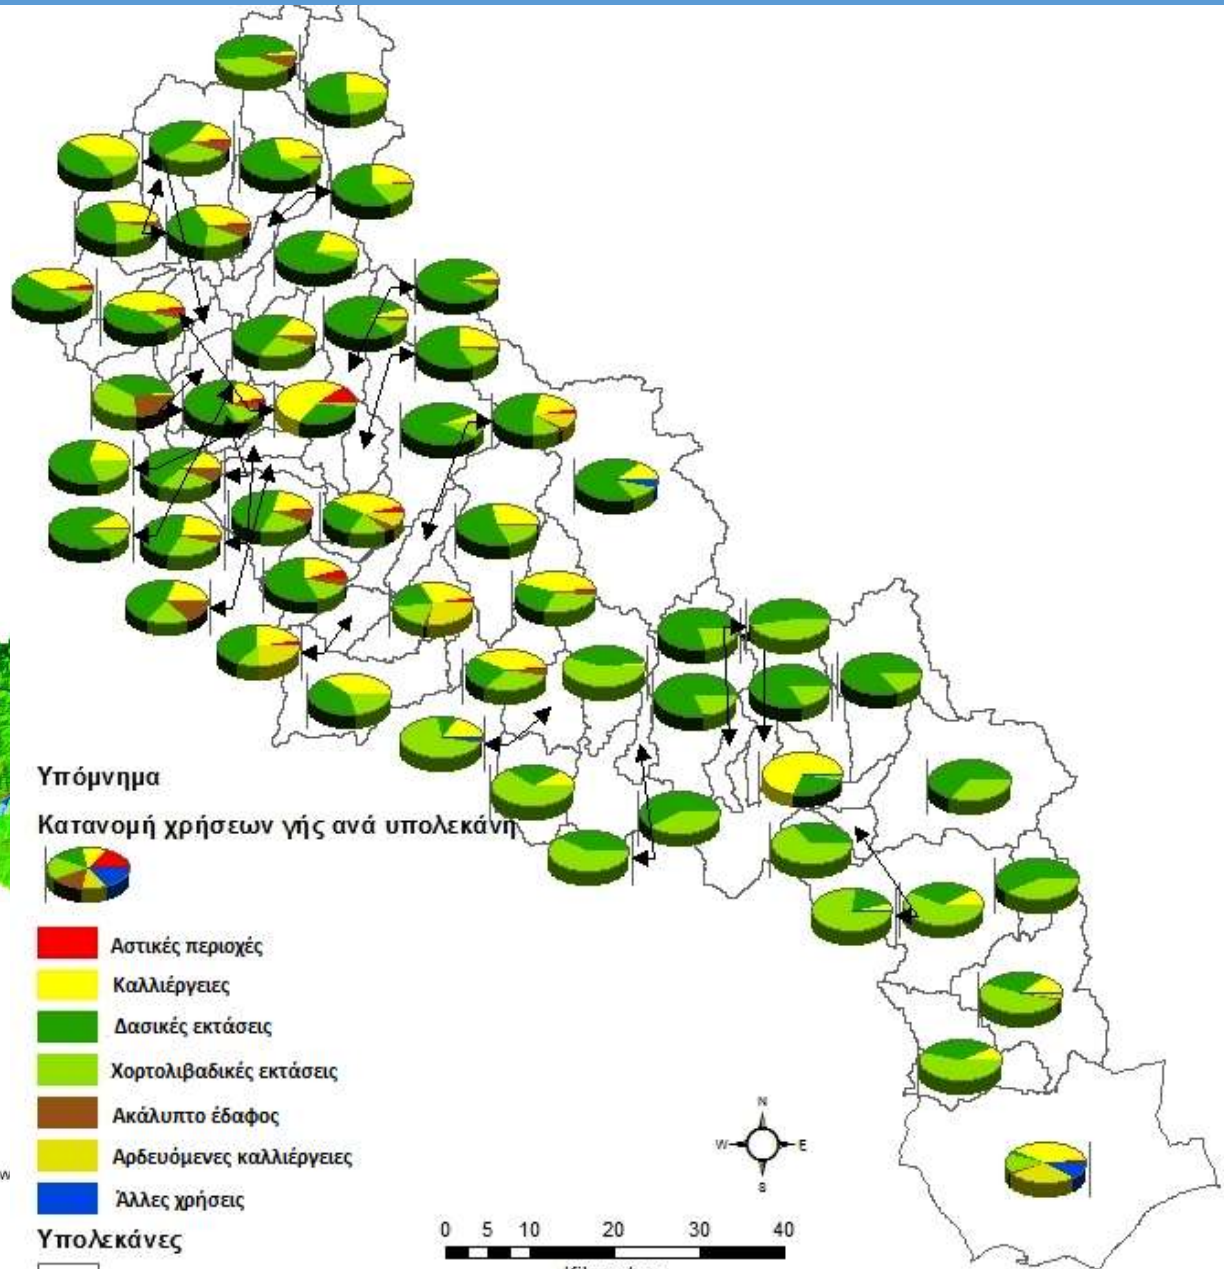 Υπόμνημα
Κατανομή χρήσεων γής ανά υπολεκάνη
Αστικές περιοχές
Καλλιέργειες
Δασικές εκτάσεις
Χορτολιβαδικές εκτάσεις
Ακάλυπτο έδαφος
Αρδευόμενες καλλιέργειες
Άλλες χρήσεις
Υπολεκάνες
N
W E
S
0 5 10 20 30 40
w